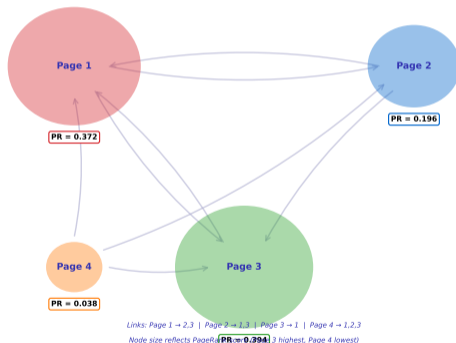 Page 1
Page 2
PR = 0.196
PR = 0.372
Page 4
Page 3
PR = 0.038
Links: Page 1 → 2,3 | Page 2 → 1,3 | Page 3 → 1 | Page 4 → 1,2,3
PR = 0.394
Node size reflects PageRank 3 highest, Page 4 lowest)